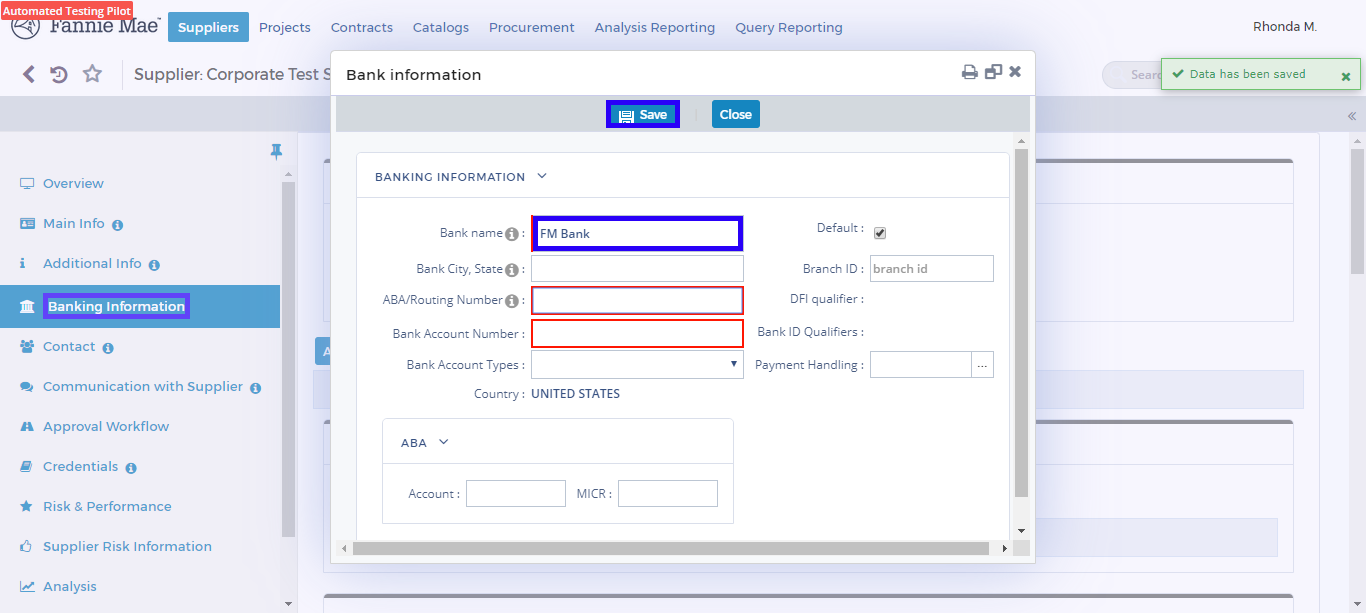 Automated Testing Pilot
Fannie Mae
Suppliers Projects Contracts Catalogs Procurement Analysis Reporting Query Reporting
Rhonda M.
Supplier: Corporate Test S
Data has been saved
Bank information
Save
Close
Overview
Main Info
Additional Info
Banking Information
Contact
Communication with Supplier
Approval Workflow
Credentials
Risk & Performance
Supplier Risk Information
Analysis
BANKING INFORMATION
Bank name : FM Bank
Default :
Bank City, State :
Branch ID : branch id
ABA/Routing Number :
DFI qualifier :
Bank Account Number :
Bank ID Qualifiers :
Bank Account Types :
Payment Handling : ...
Country : UNITED STATES
ABA
Account :
MICR :